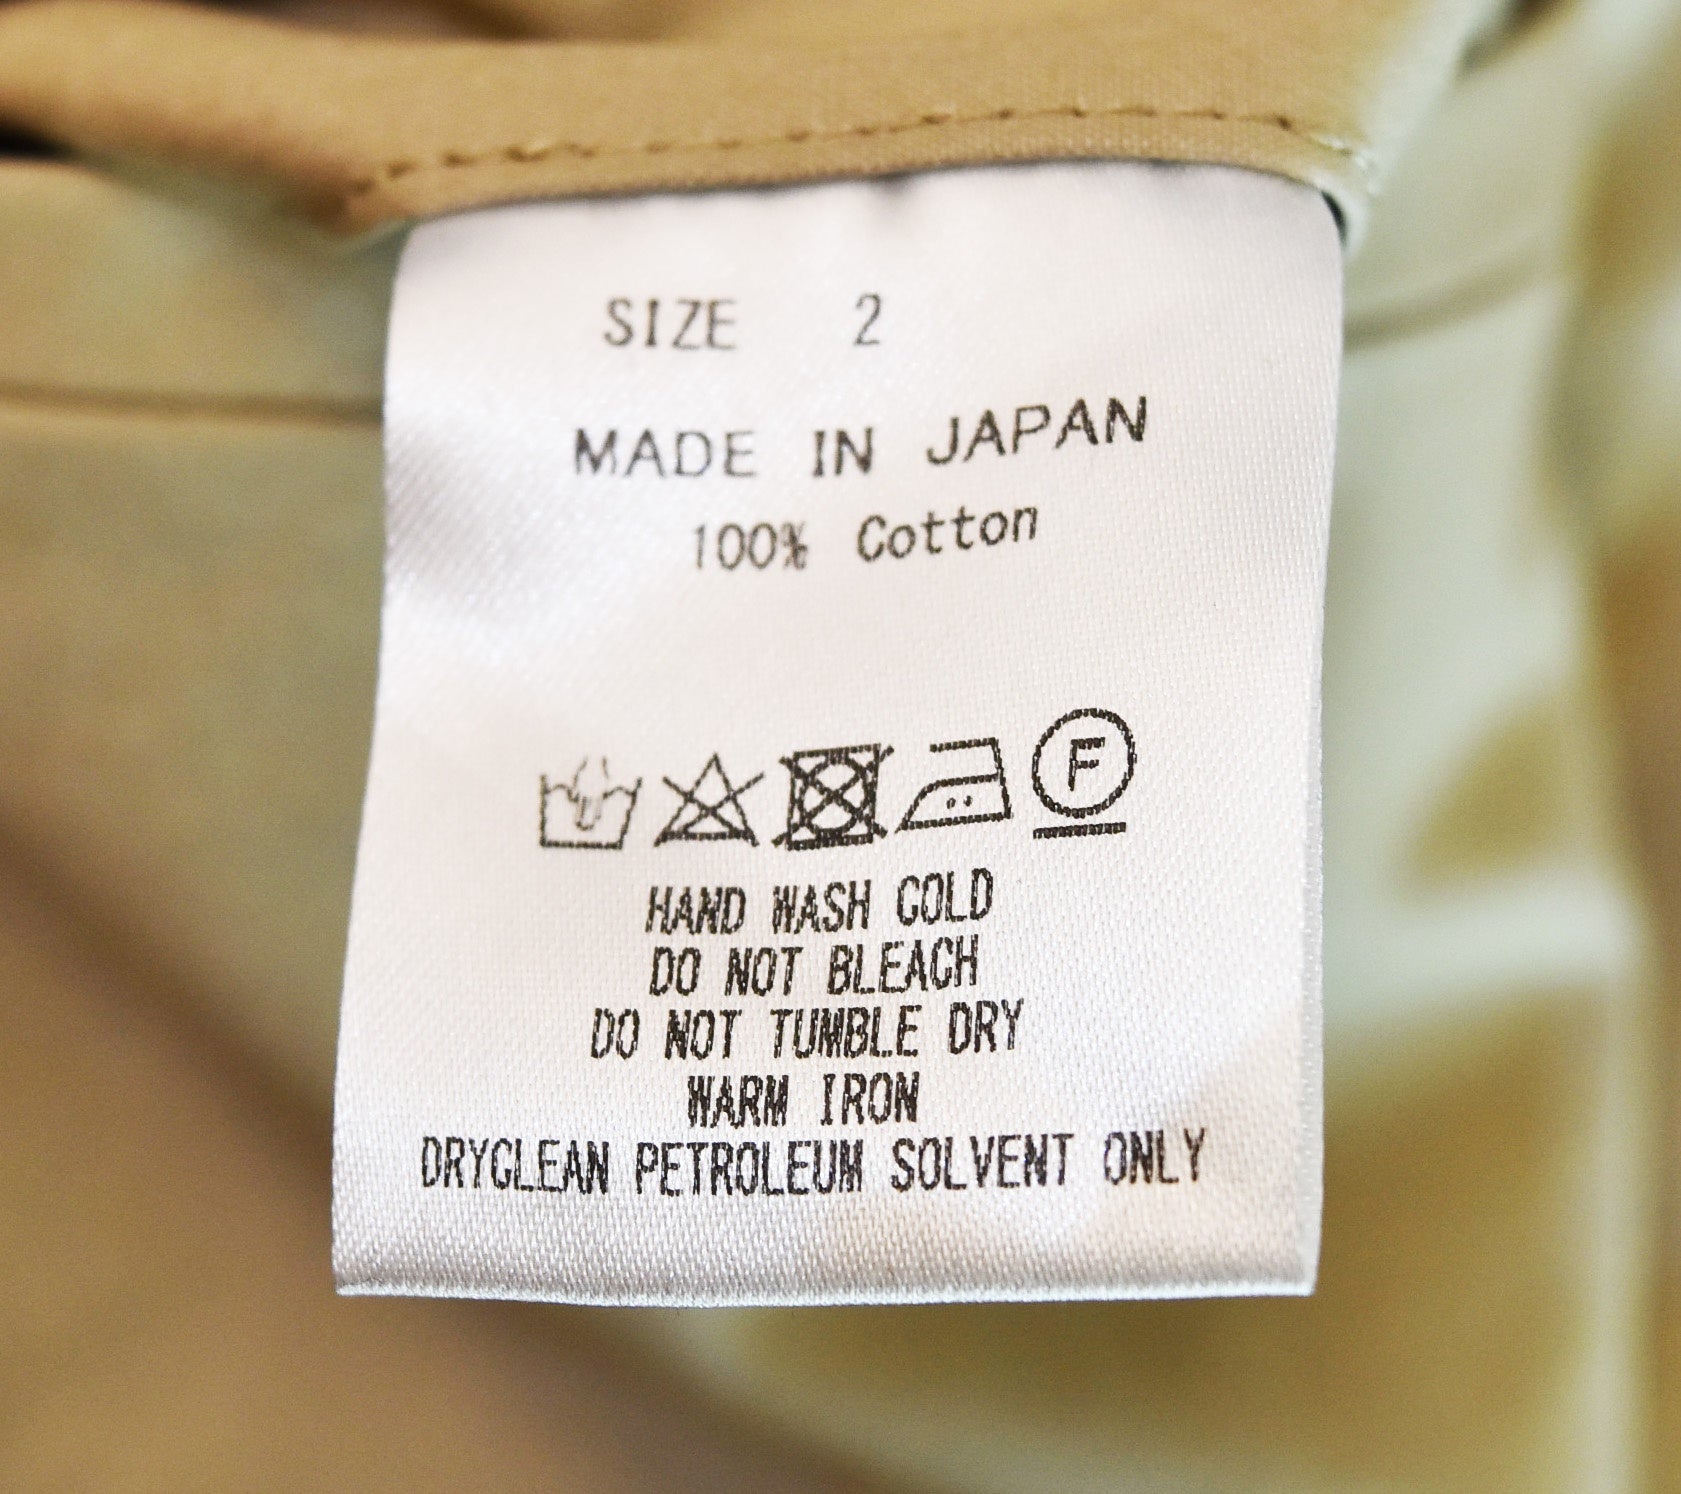 SIZE 2
MADE IN JAPAN
100% Cotton
F
HAND WASH COLD
DO NOT BLEACH
DO NOT TUMBLE DRY
WARM IRON
DRYCLEAN PETROLEUM SOLVENT ONLY